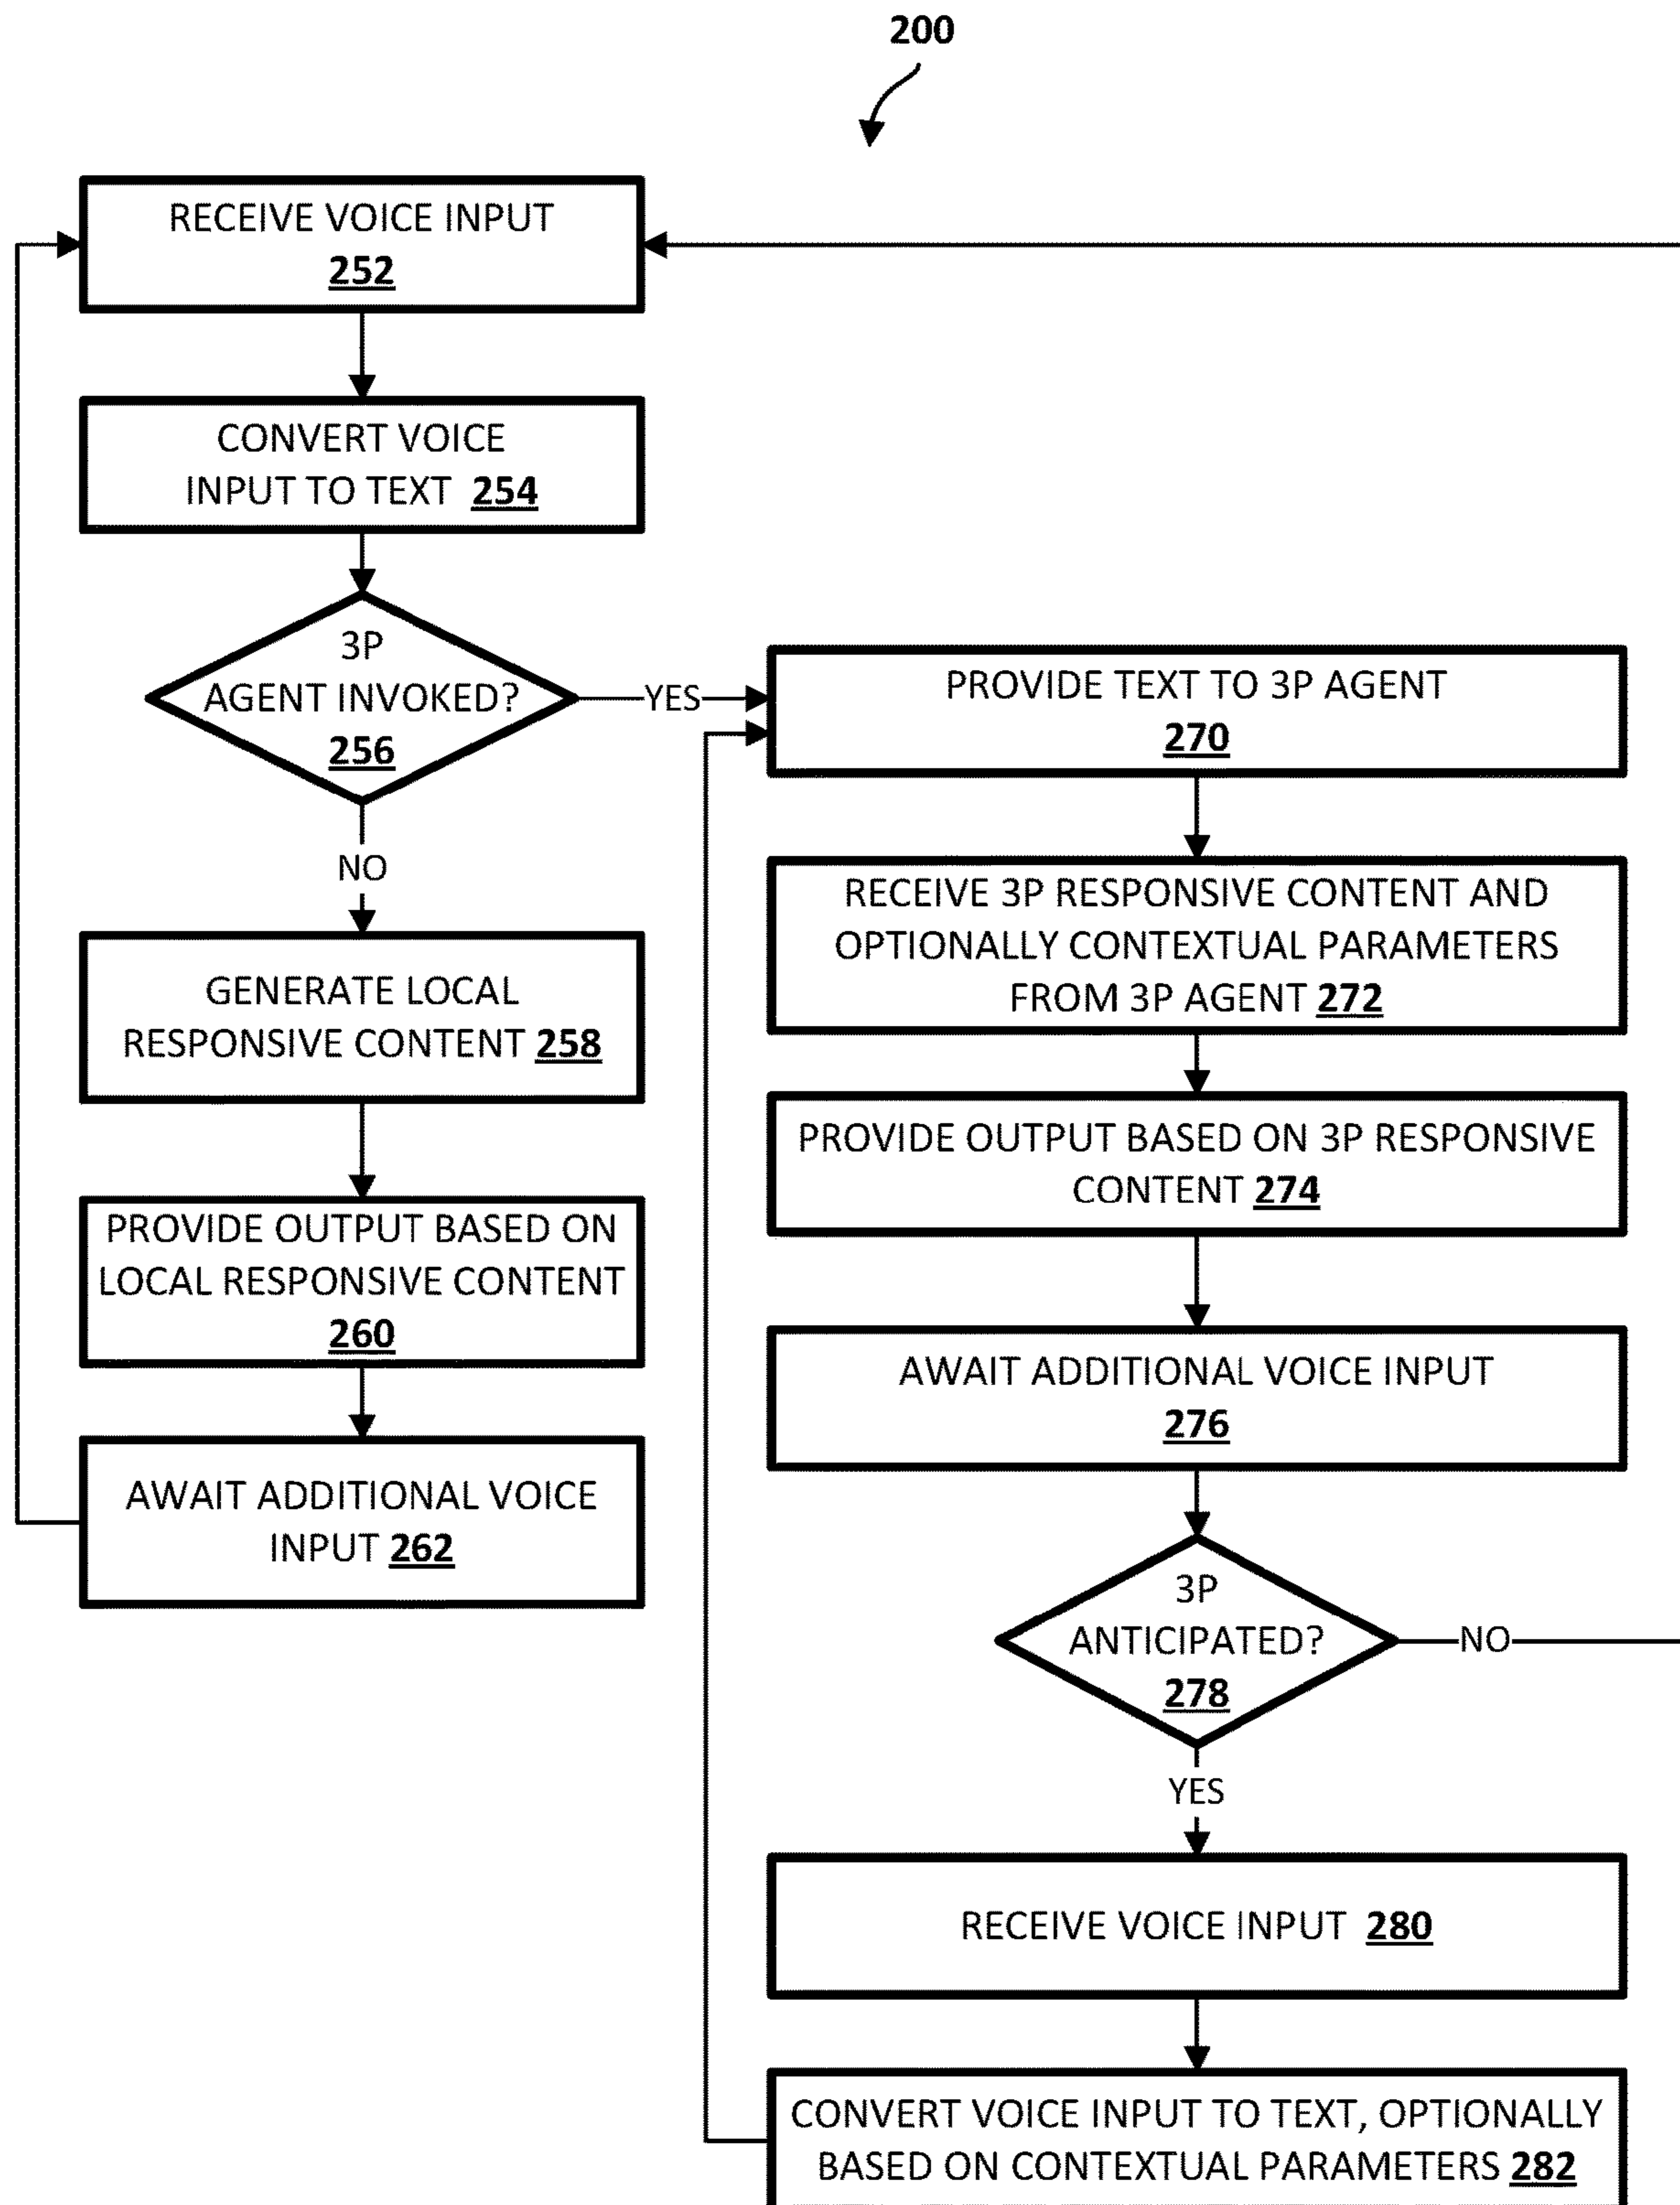 200
RECEIVE VOICE INPUT
252
CONVERT VOICE
INPUT TO TEXT 254
3P
AGENT INVOKED?
256
YES
NO
GENERATE LOCAL
RESPONSIVE CONTENT 258
PROVIDE OUTPUT BASED ON
LOCAL RESPONSIVE CONTENT
260
AWAIT ADDITIONAL VOICE
INPUT 262
PROVIDE TEXT TO 3P AGENT
270
RECEIVE 3P RESPONSIVE CONTENT AND
OPTIONALLY CONTEXTUAL PARAMETERS
FROM 3P AGENT 272
PROVIDE OUTPUT BASED ON 3P RESPONSIVE
CONTENT 274
AWAIT ADDITIONAL VOICE INPUT
276
3P
ANTICIPATED?
278
NO
YES
RECEIVE VOICE INPUT 280
CONVERT VOICE INPUT TO TEXT, OPTIONALLY
BASED ON CONTEXTUAL PARAMETERS 282